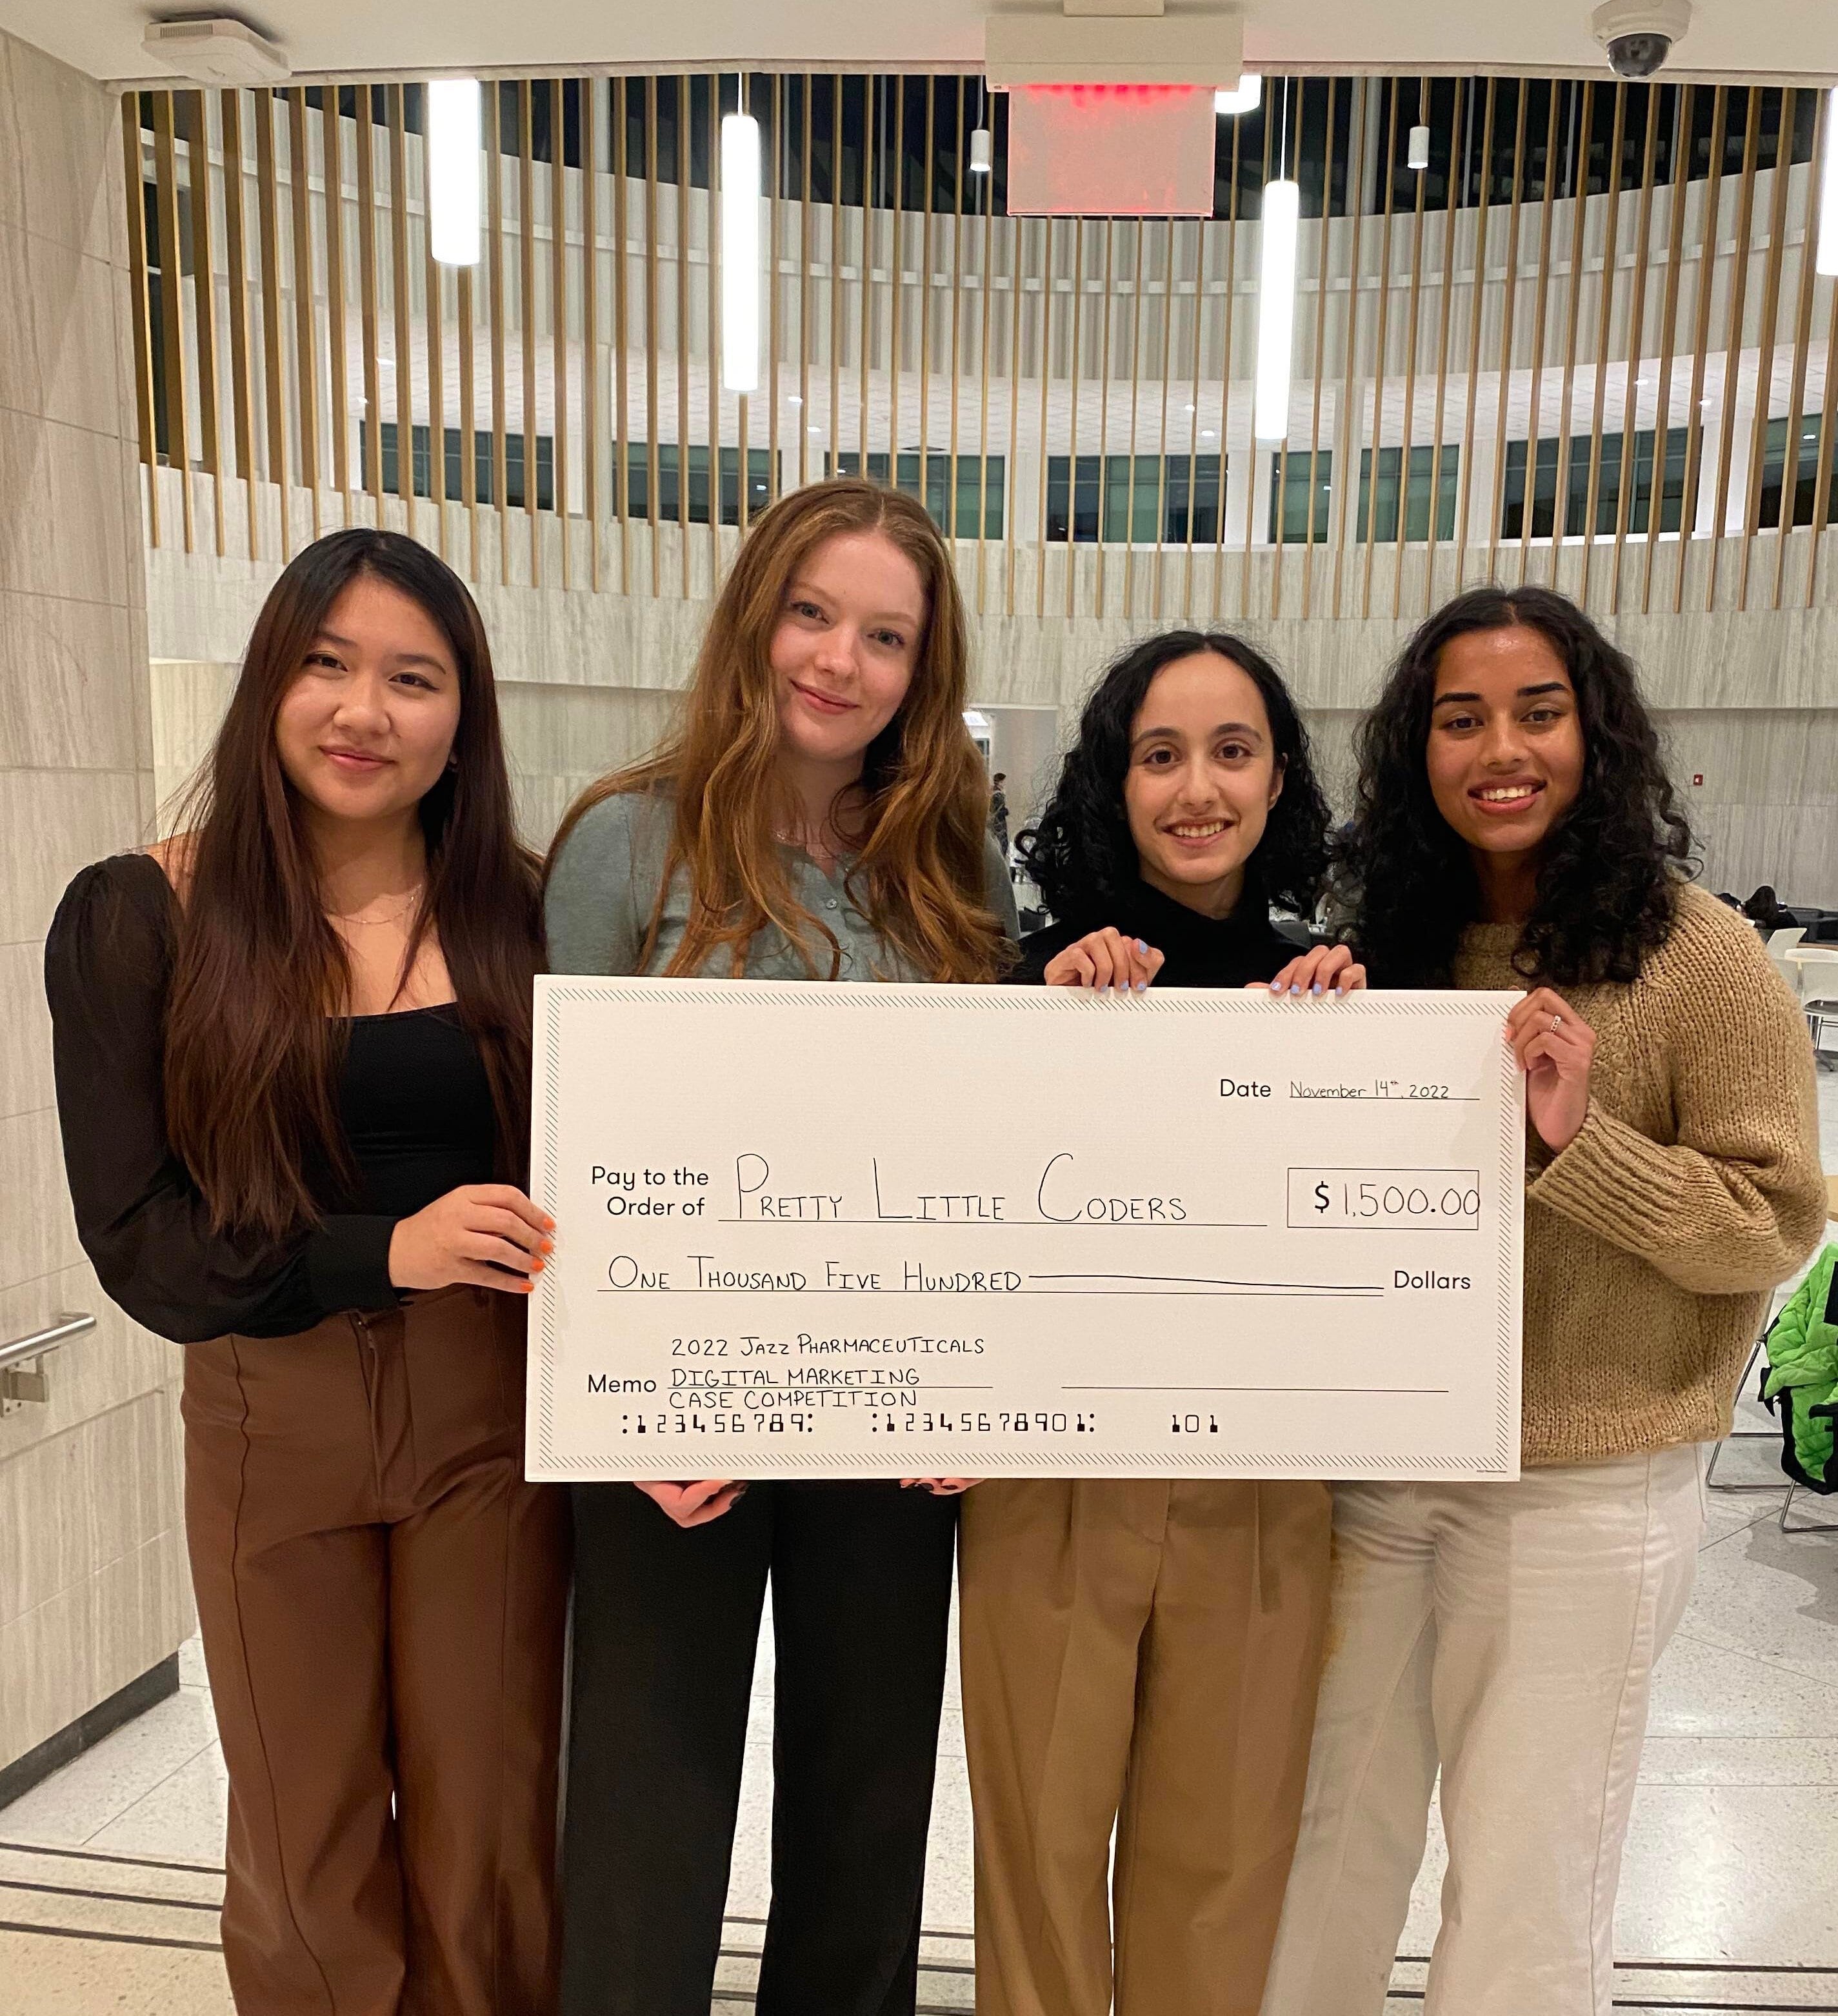 Date November 14th, 2022
Pay to the
Order of PRETTY LITTLE CODERS $ 1,500.00
ONE THOUSAND FIVE HUNDRED Dollars
2022 JAZZ PHARMACEUTICALS
Memo DIGITAL MARKETING
CASE COMPETITION
⑆123456789⑆ ⑆12345678901⑆ 101